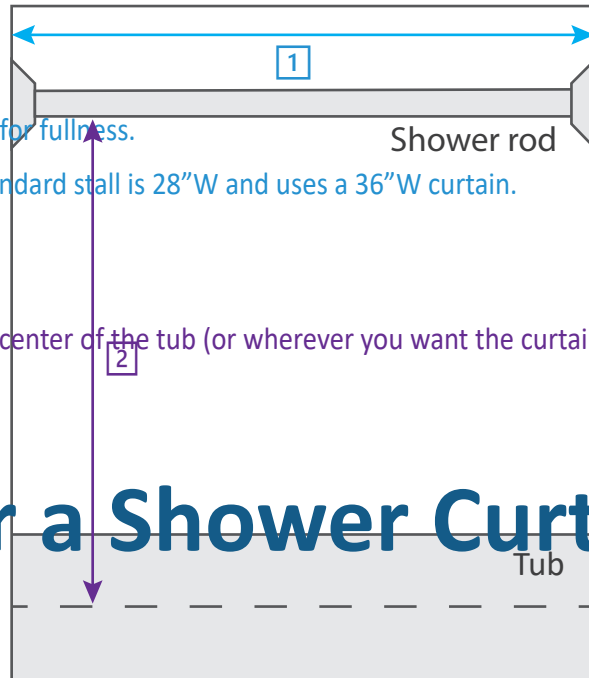 1
for fullness.
Shower rod
ndard stall is 28”W and uses a 36”W curtain.
center of the tub (or wherever you want the curtai
2
r a Shower Curt
Tub